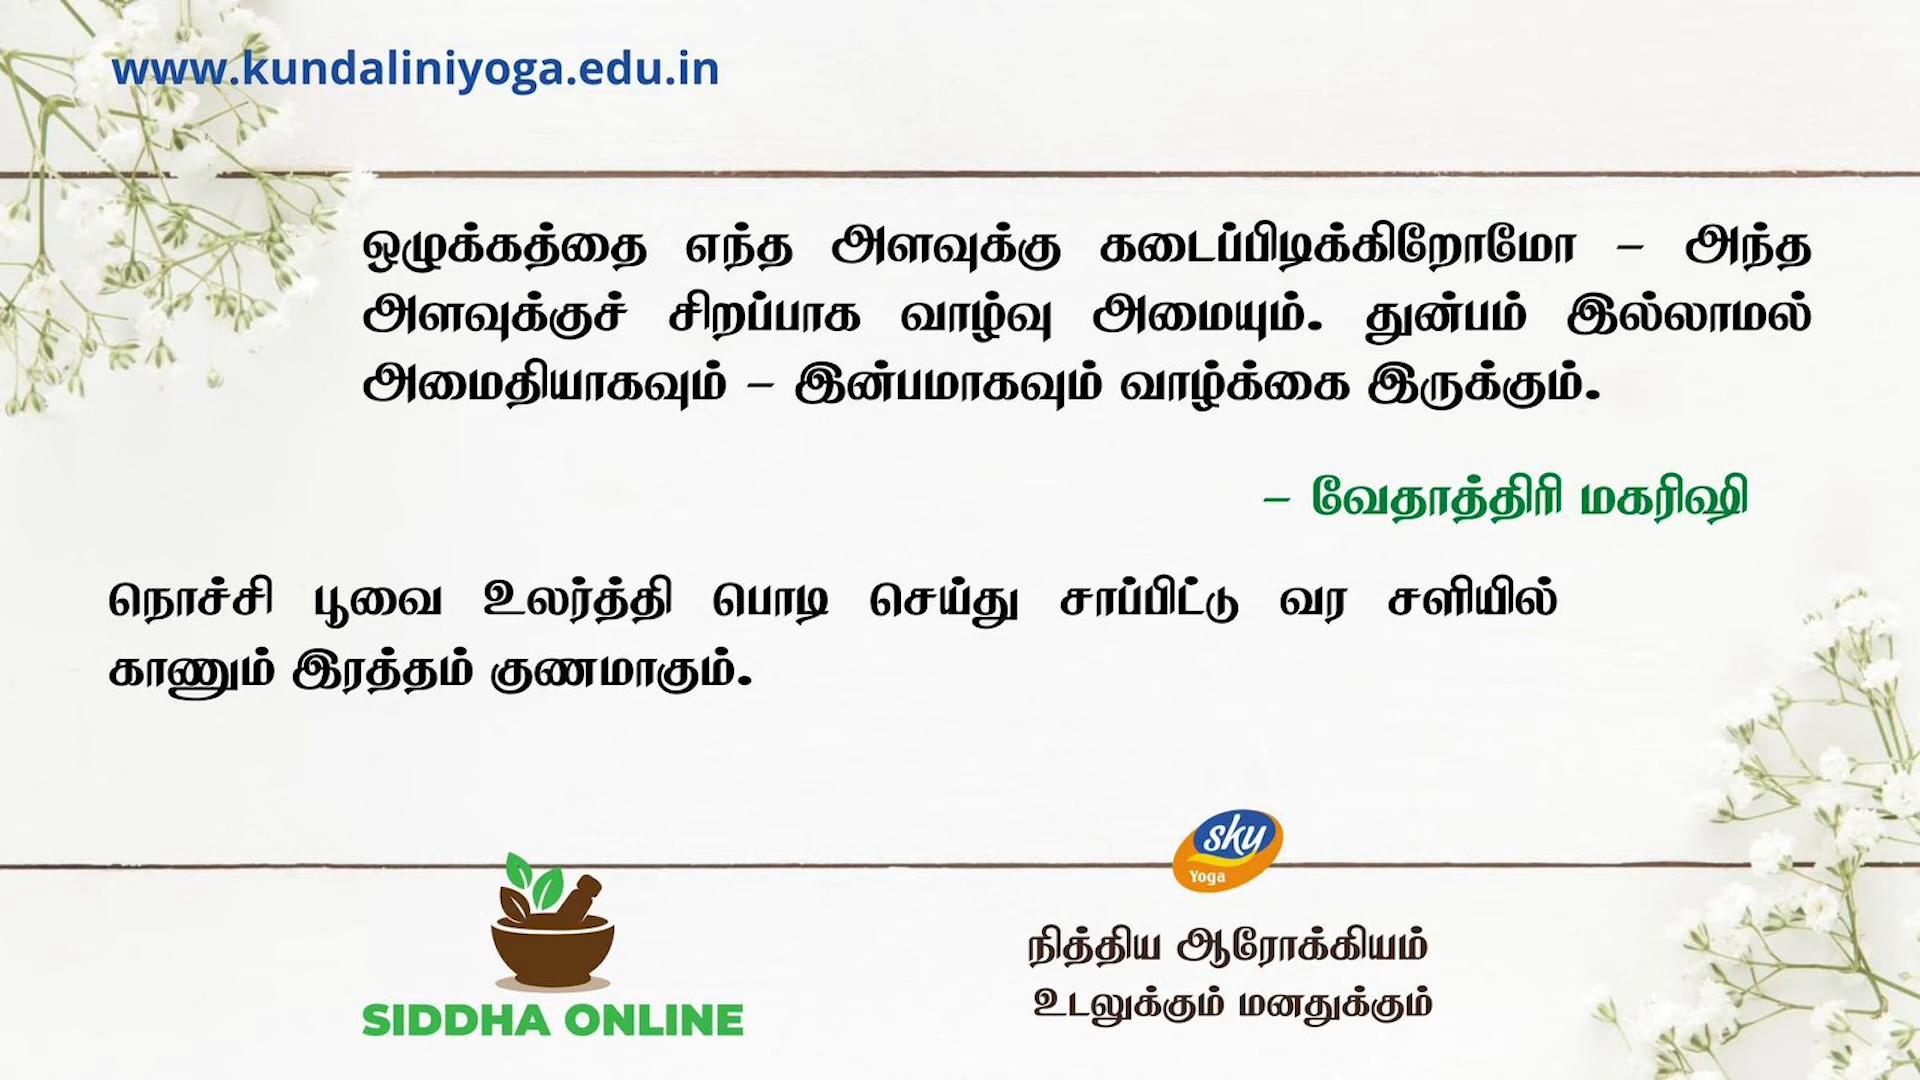 www.kundaliniyoga.edu.in
ஒழுக்கத்தை எந்த அளவுக்கு கடைப்பிடிக்கிறோமோ – அந்த
அளவுக்குச் சிறப்பாக வாழ்வு அமையும். துன்பம் இல்லாமல்
அமைதியாகவும் – இன்பமாகவும் வாழ்க்கை இருக்கும்.
– வேதாத்திரி மகரிஷி
நொச்சி பூவை உலர்த்தி பொடி செய்து சாப்பிட்டு வர சளியில்
காணும் இரத்தம் குணமாகும்.
SIDDHA ONLINE
sky
Yoga
நித்திய ஆரோக்கியம்
உடலுக்கும் மனதுக்கும்